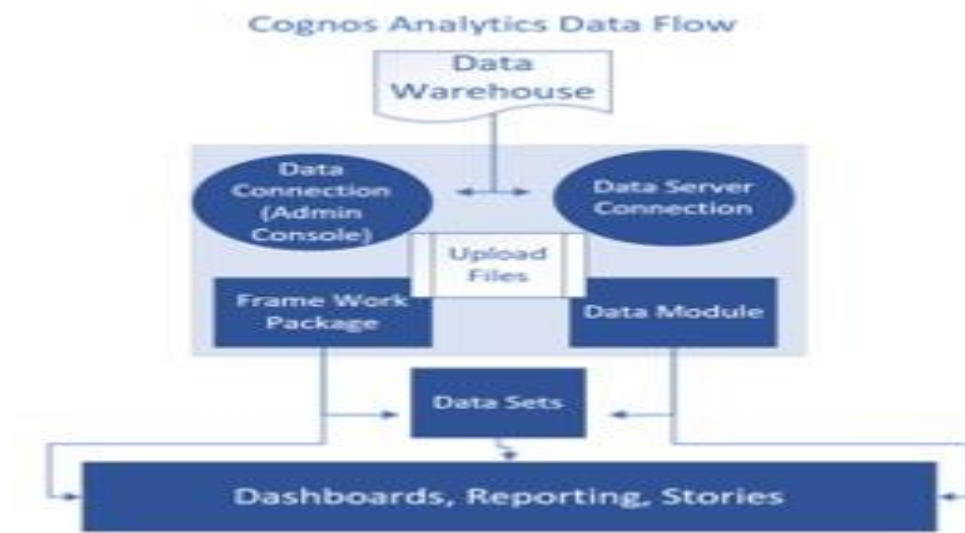 Cognos Analytics Data Flow
Data
Warehouse
Data
Connection
(Admin
Console)
Data Server
Connection
Upload
Files
Frame Work
Package
Data Module
Data Sets
Dashboards, Reporting, Stories